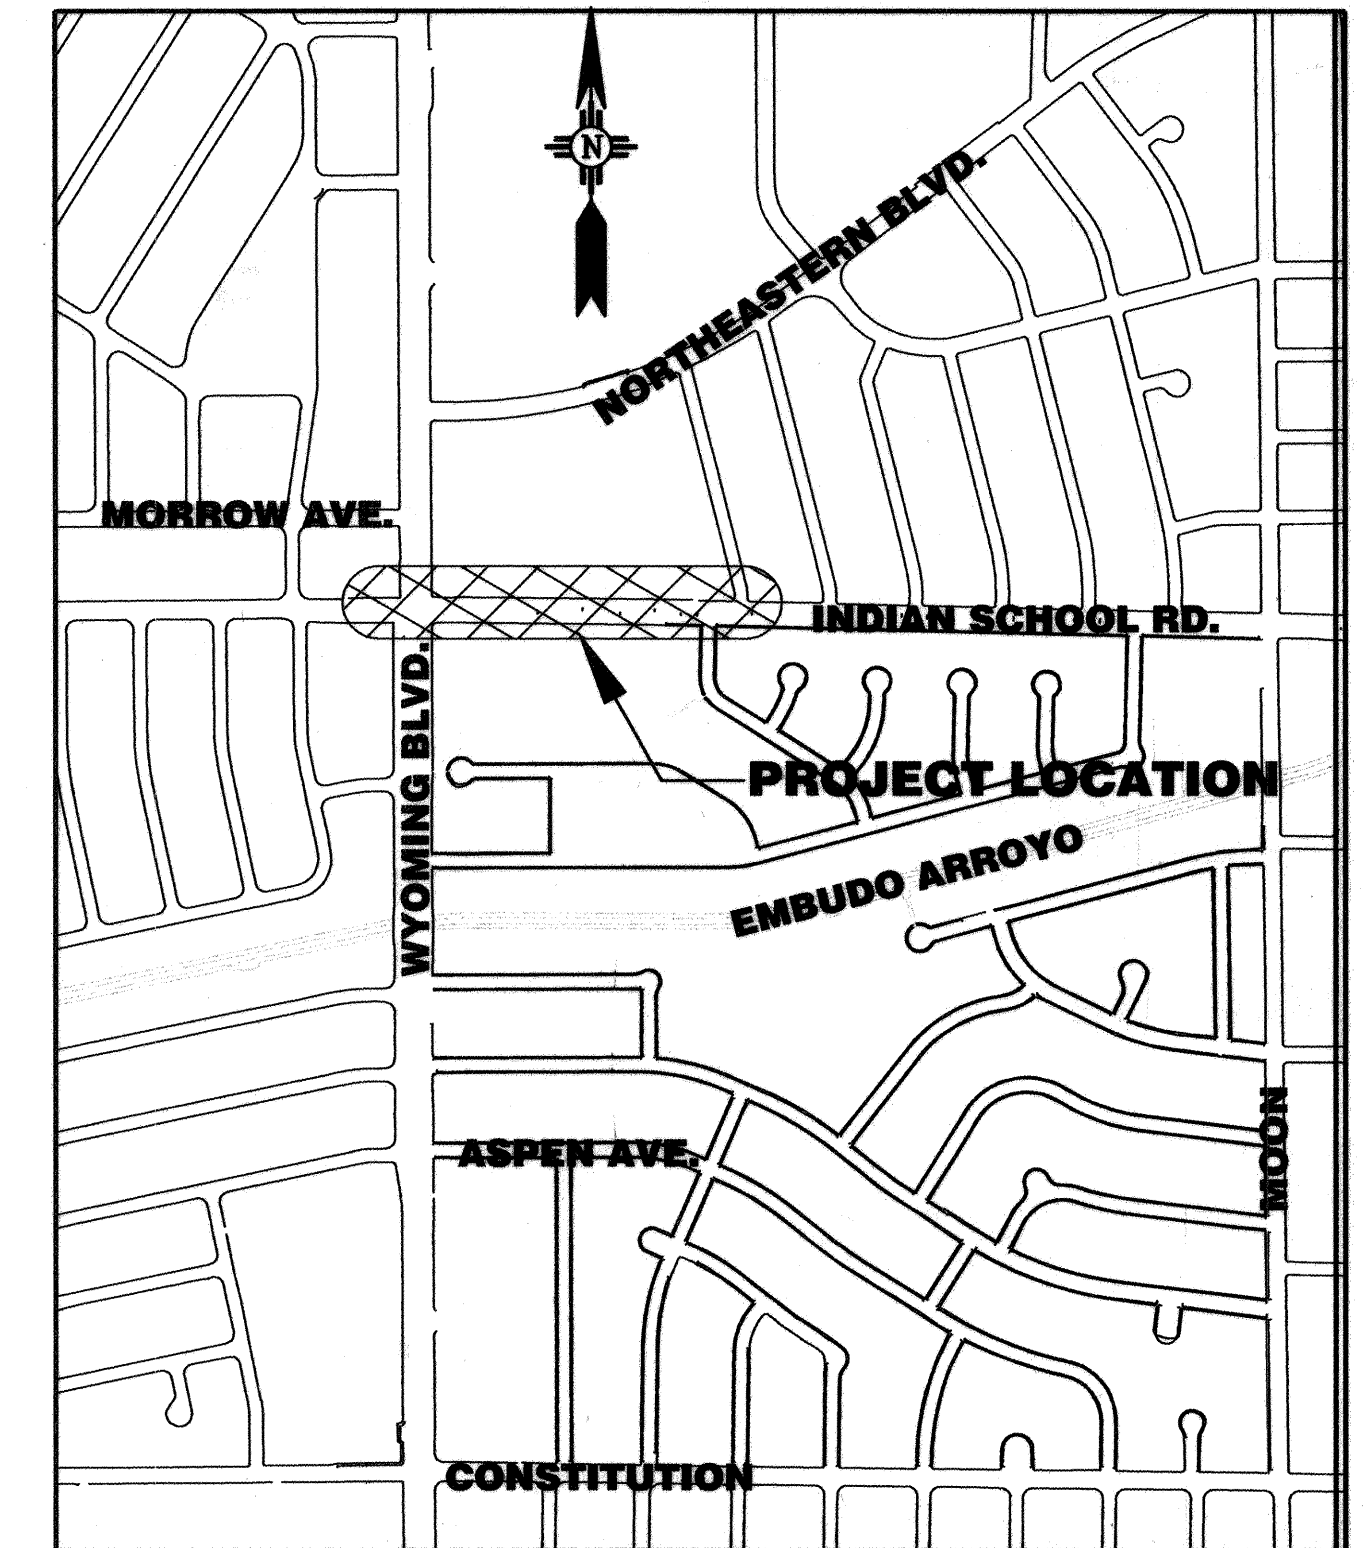 N
NORTHEASTERN BLVD.
MORROW AVE.
INDIAN SCHOOL RD.
WYOMING BLVD.
PROJECT LOCATION
EMBUDO ARROYO
MOON
ASPEN AVE.
CONSTITUTION